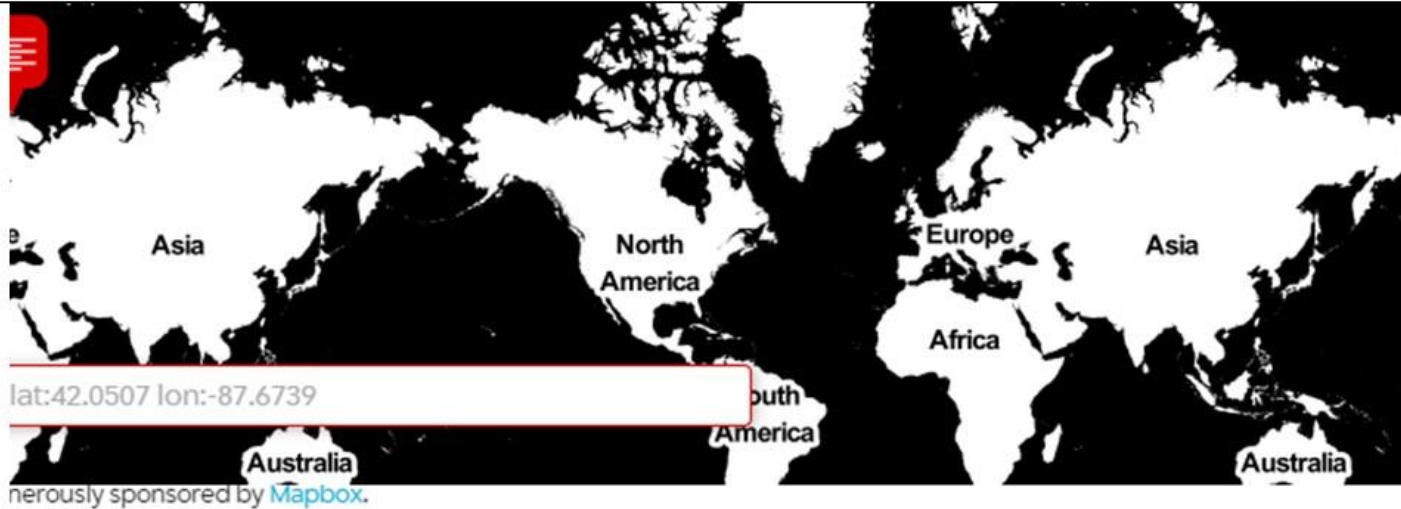 e
Asia
North
America
Europe
Asia
Africa
lat:42.0507 lon:-87.6739
outh
America
Australia
Australia
nerously sponsored by Mapbox.